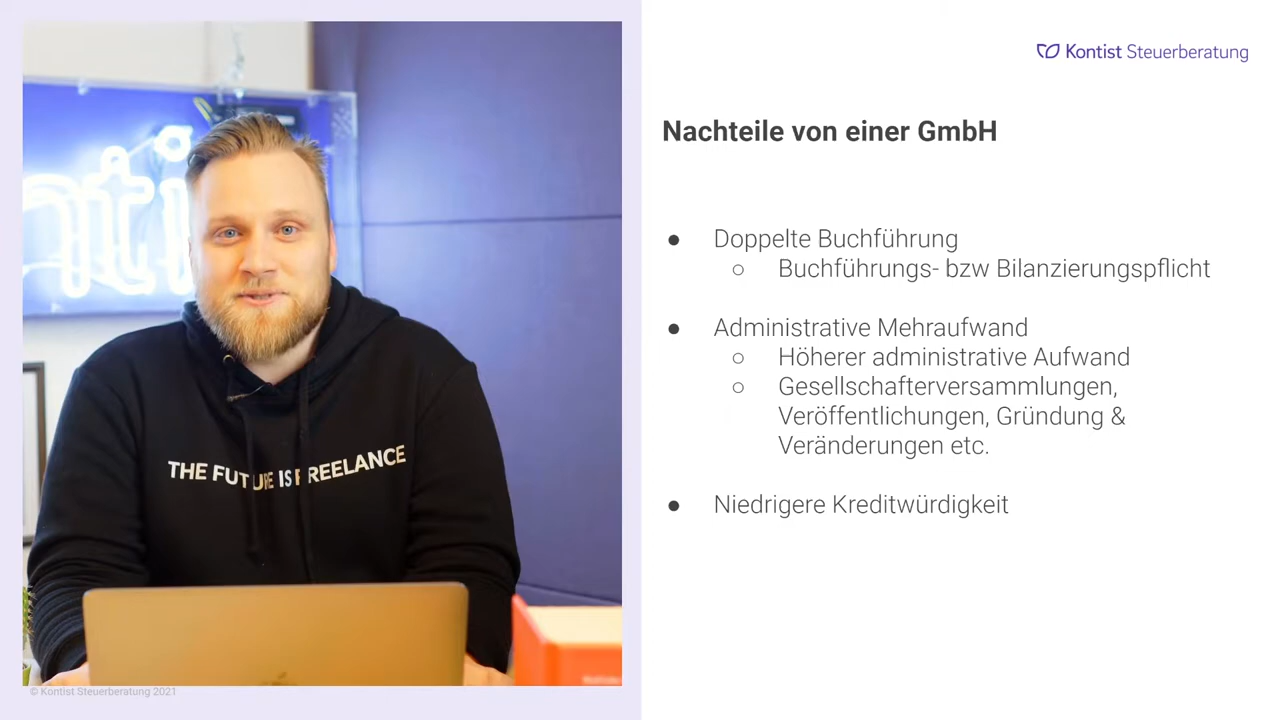 nti
THE FUTURE IS FREELANCE
© Kontist Steuerberatung 2021
Kontist Steuerberatung
Nachteile von einer GmbH
● Doppelte Buchführung
○ Buchführungs- bzw Bilanzierungspflicht
● Administrative Mehraufwand
○ Höherer administrative Aufwand
○ Gesellschafterversammlungen,
Veröffentlichungen, Gründung &
Veränderungen etc.
● Niedrigere Kreditwürdigkeit